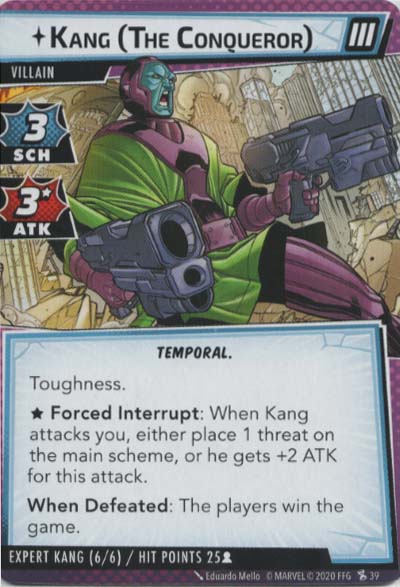 Kang (The Conqueror)
III
VILLAIN
3
SCH
3★
ATK
TEMPORAL.
Toughness.
★ Forced Interrupt: When Kang
attacks you, either place 1 threat on
the main scheme, or he gets +2 ATK
for this attack.
When Defeated: The players win the
game.
EXPERT KANG (6/6) / HIT POINTS 25
Eduardo Mello © MARVEL © 2020 FFG 39